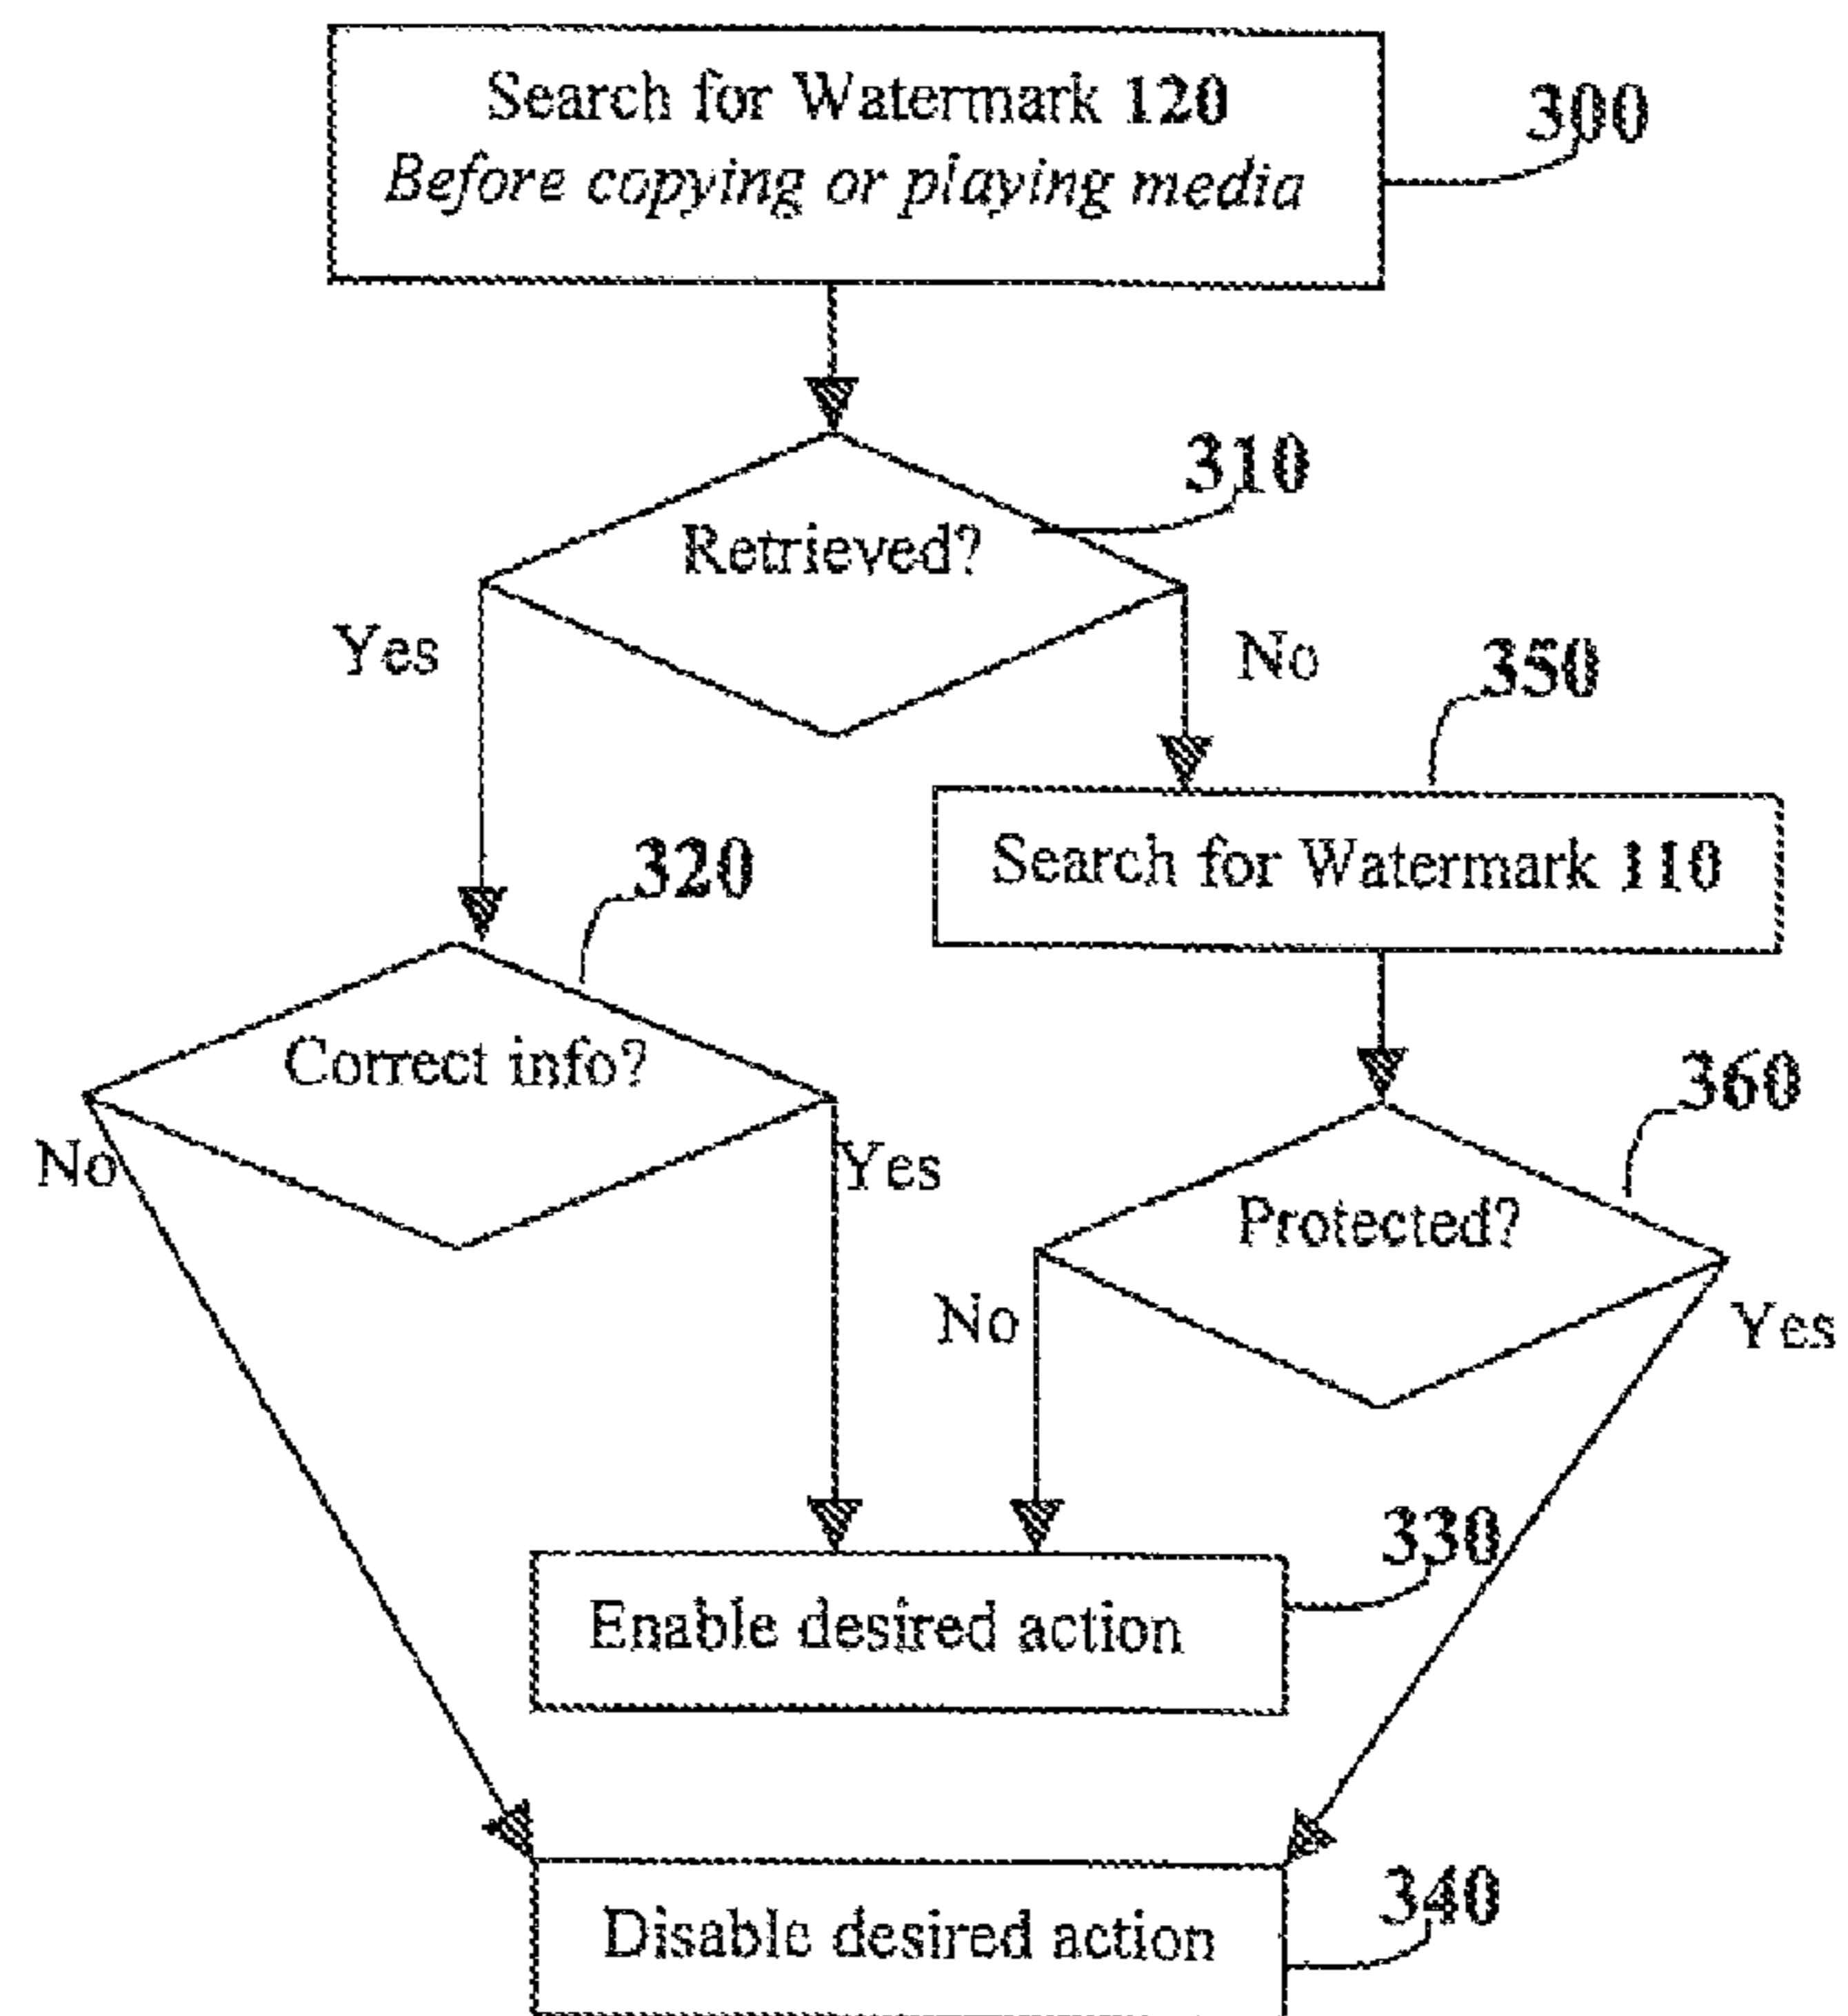 Search for Watermark 120
Before copying or playing media
300
310
Retrieved?
Yes
No
350
320
Search for Watermark 110
Correct info?
360
No
Yes
Protected?
No
Yes
330
Enable desired action
340
Disable desired action